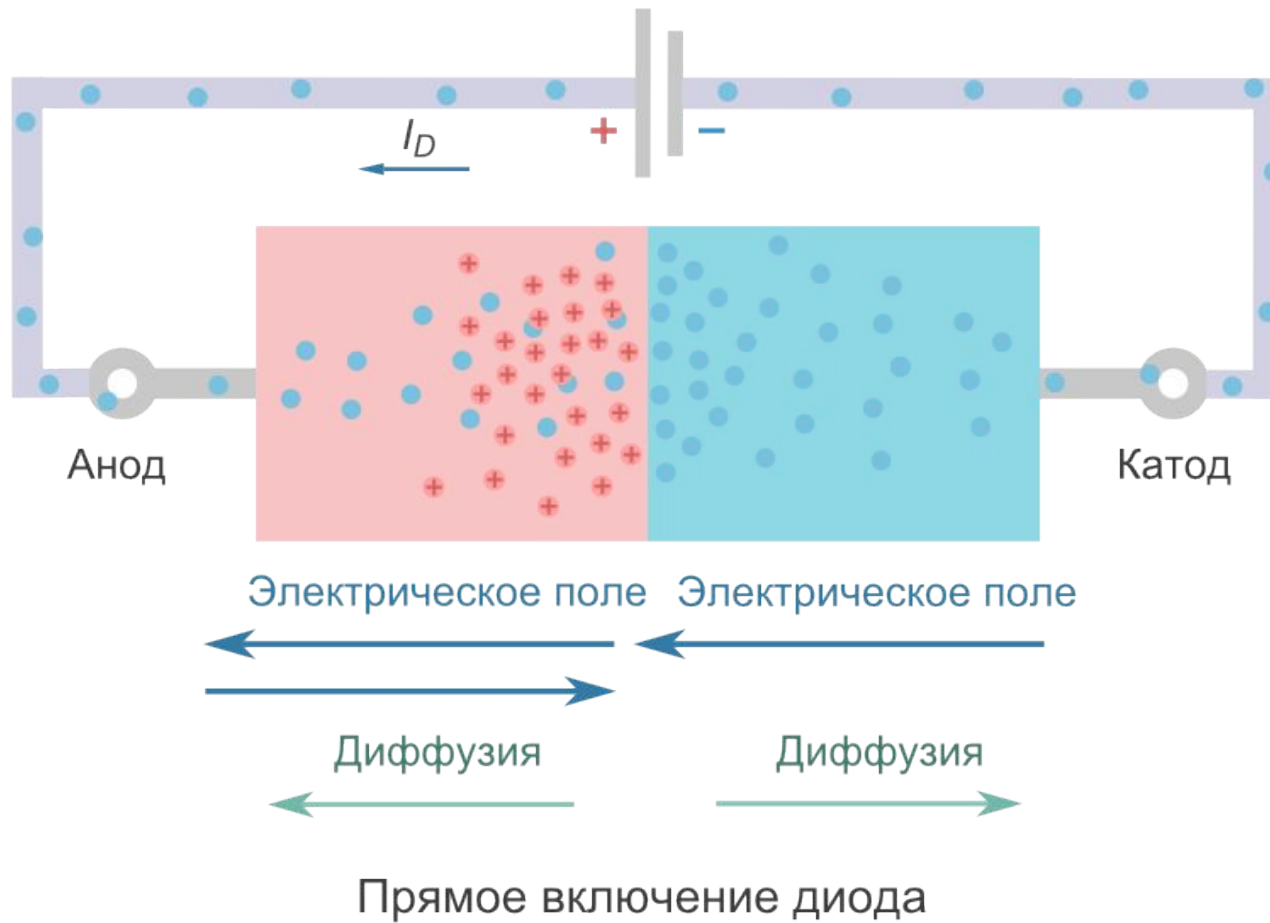 I_D
+ −
Анод
Катод
Электрическое поле
Электрическое поле
Диффузия
Диффузия
Прямое включение диода